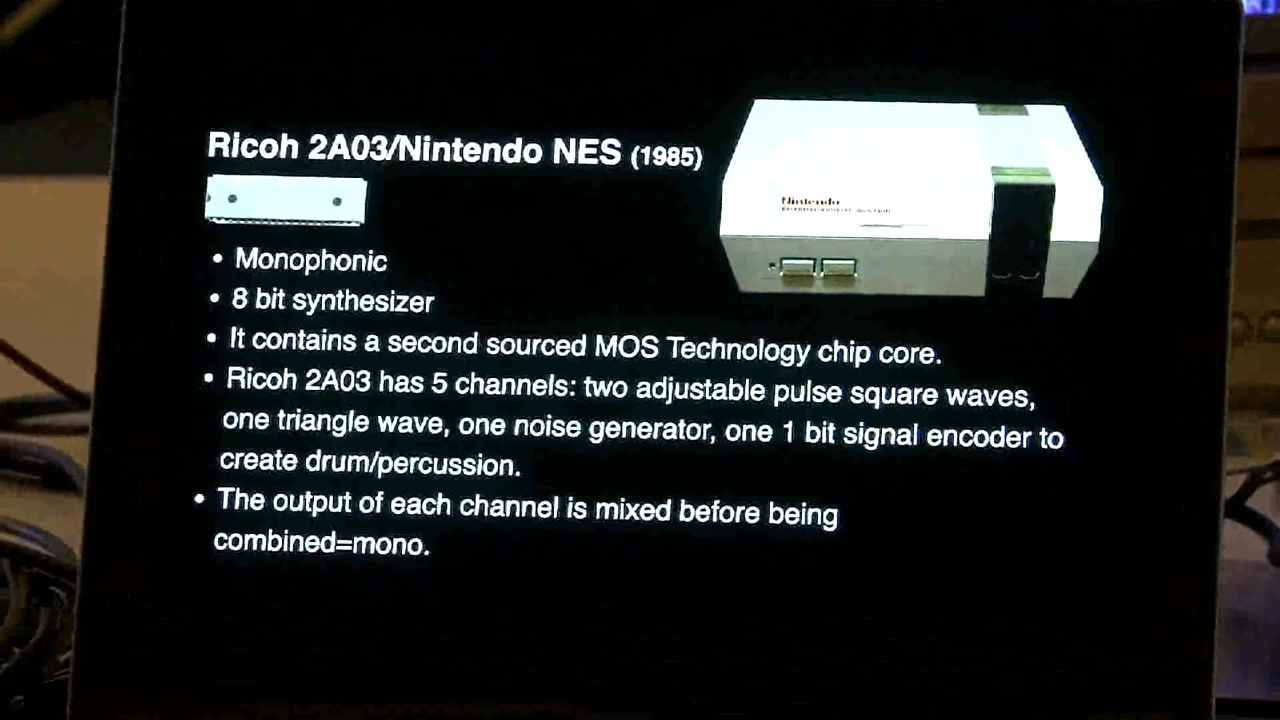 Ricoh 2A03/Nintendo NES (1985)
Nintendo
• Monophonic
• 8 bit synthesizer
• It contains a second sourced MOS Technology chip core.
• Ricoh 2A03 has 5 channels: two adjustable pulse square waves,
one triangle wave, one noise generator, one 1 bit signal encoder to
create drum/percussion.
• The output of each channel is mixed before being
combined=mono.